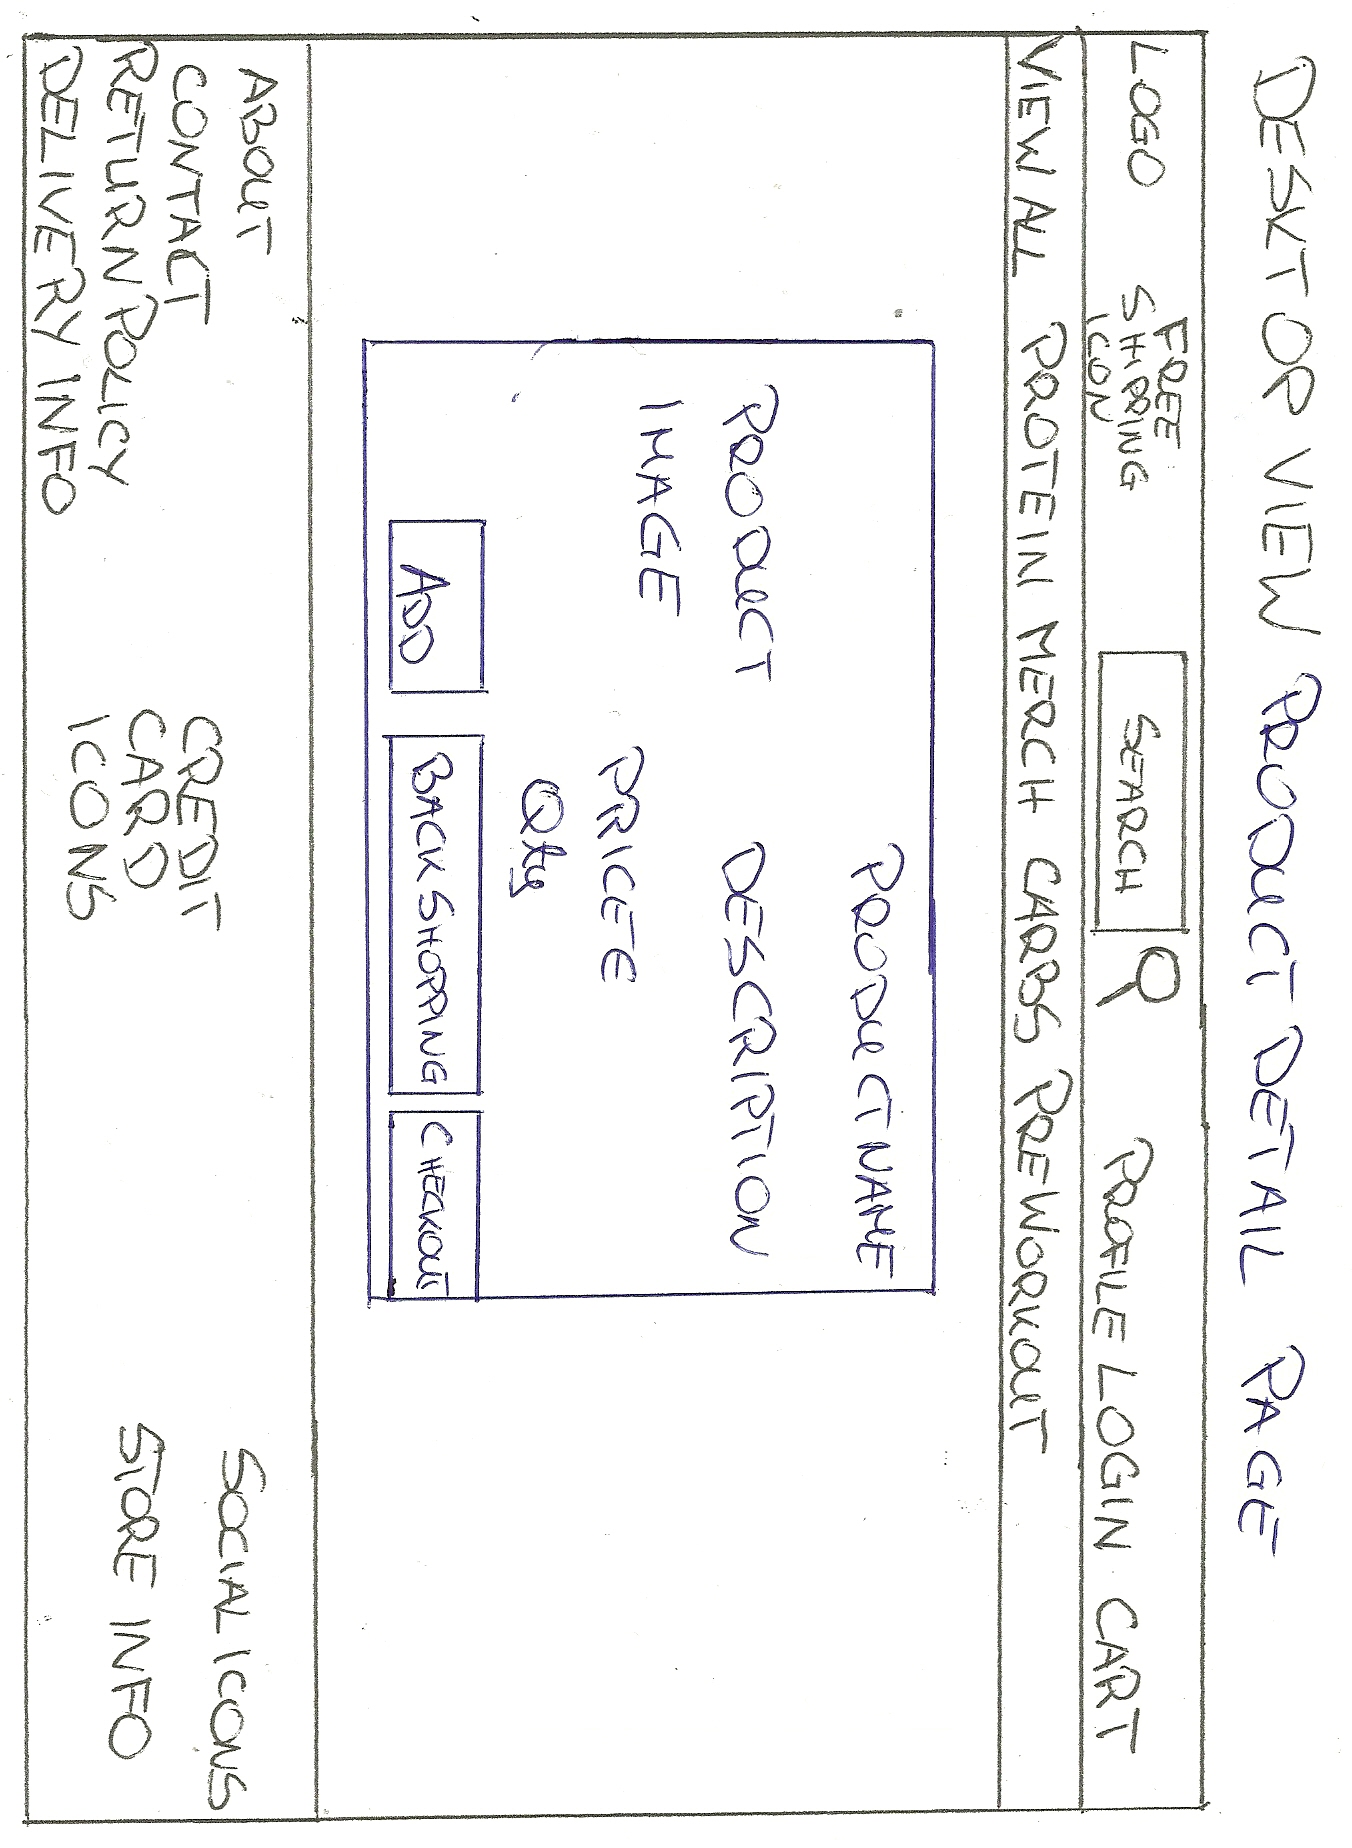 DESKTOP VIEW PRODUCT DETAIL PAGE
LOGO
FREE
SHIPPING
ICON
SEARCH
PROFILE LOGIN CART
VIEW ALL PROTEIN MERCH CARBS PREWORKOUT
PRODUCT NAME
PRODUCT
IMAGE
DESCRIPTION
PRICETE
Qty
ADD
BACK SHOPPING
CHECKOUT
ABOUT
CONTACT
RETURN POLICY
DELIVERY INFO
CREDIT
CARD
ICONS
SOCIAL ICONS
STORE INFO